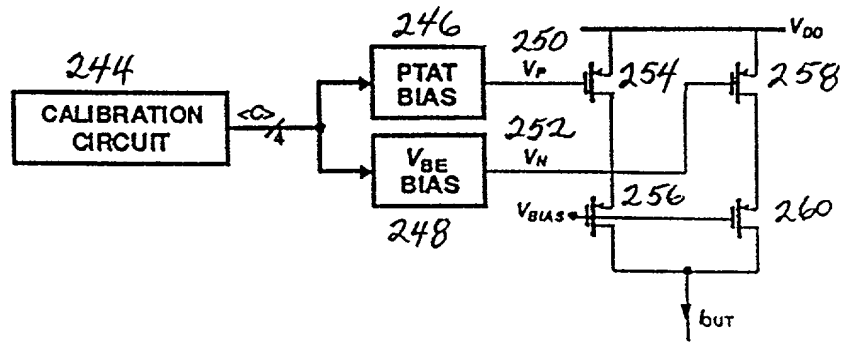 246
250
V_DD
244
PTAT
BIAS
V_P
254
258
CALIBRATION
CIRCUIT
<C>
4
252
V_BE
BIAS
V_N
256
V_BIAS
260
248
I_OUT